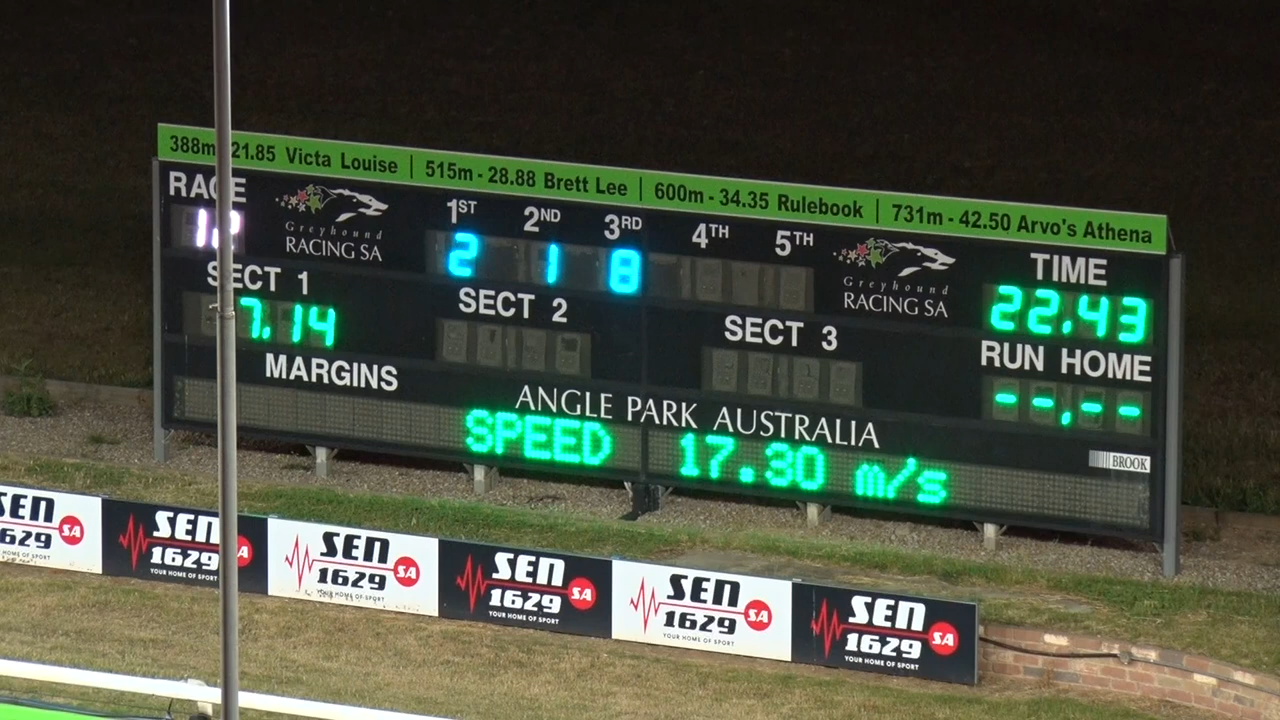 388m 21.85 Victa Louise | 515m - 28.88 Brett Lee | 600m - 34.35 Rulebook | 731m - 42.50 Arvo's Athena
RACE
Greyhound
RACING SA
1ST 2ND 3RD 4TH 5TH
2 1 8
Greyhound
RACING SA
TIME
22.43
SECT 1
7.14
SECT 2
SECT 3
RUN HOME
--.--
MARGINS
ANGLE PARK AUSTRALIA
SPEED 17.30 m/s
BROOK
SEN SA
629
HOME OF SPORT
SEN
1629
YOUR HOME OF SPORT
SEN SA
1629
YOUR HOME OF SPORT
SEN SA
1629
YOUR HOME OF SPORT
SEN SA
1629
YOUR HOME OF SPORT
SEN SA
1629
YOUR HOME OF SPORT